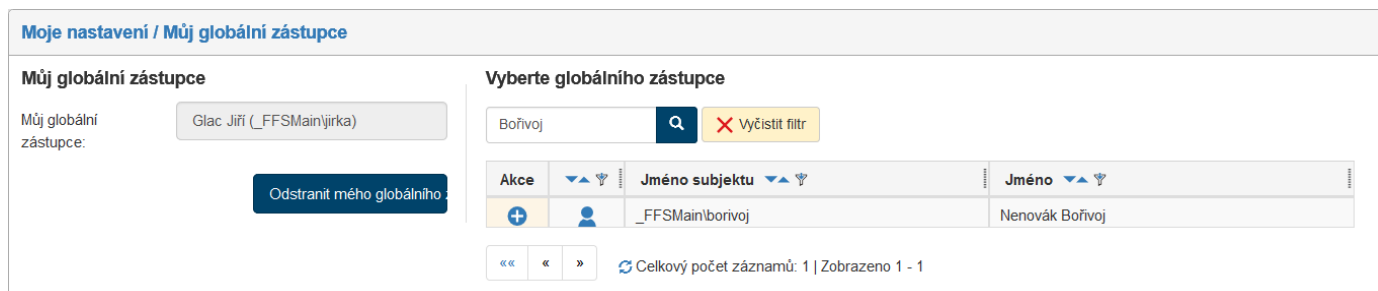 Moje nastavení / Můj globální zástupce
Můj globální zástupce
Můj globální
zástupce:
Glac Jiří (_FFSMain\jirka)
Odstranit mého globálního
Vyberte globálního zástupce
Bořivoj
Vyčistit filtr
Akce Jméno subjektu Jméno
_FFSMain\borivoj Nenovák Bořivoj
«« « » Celkový počet záznamů: 1 | Zobrazeno 1 - 1